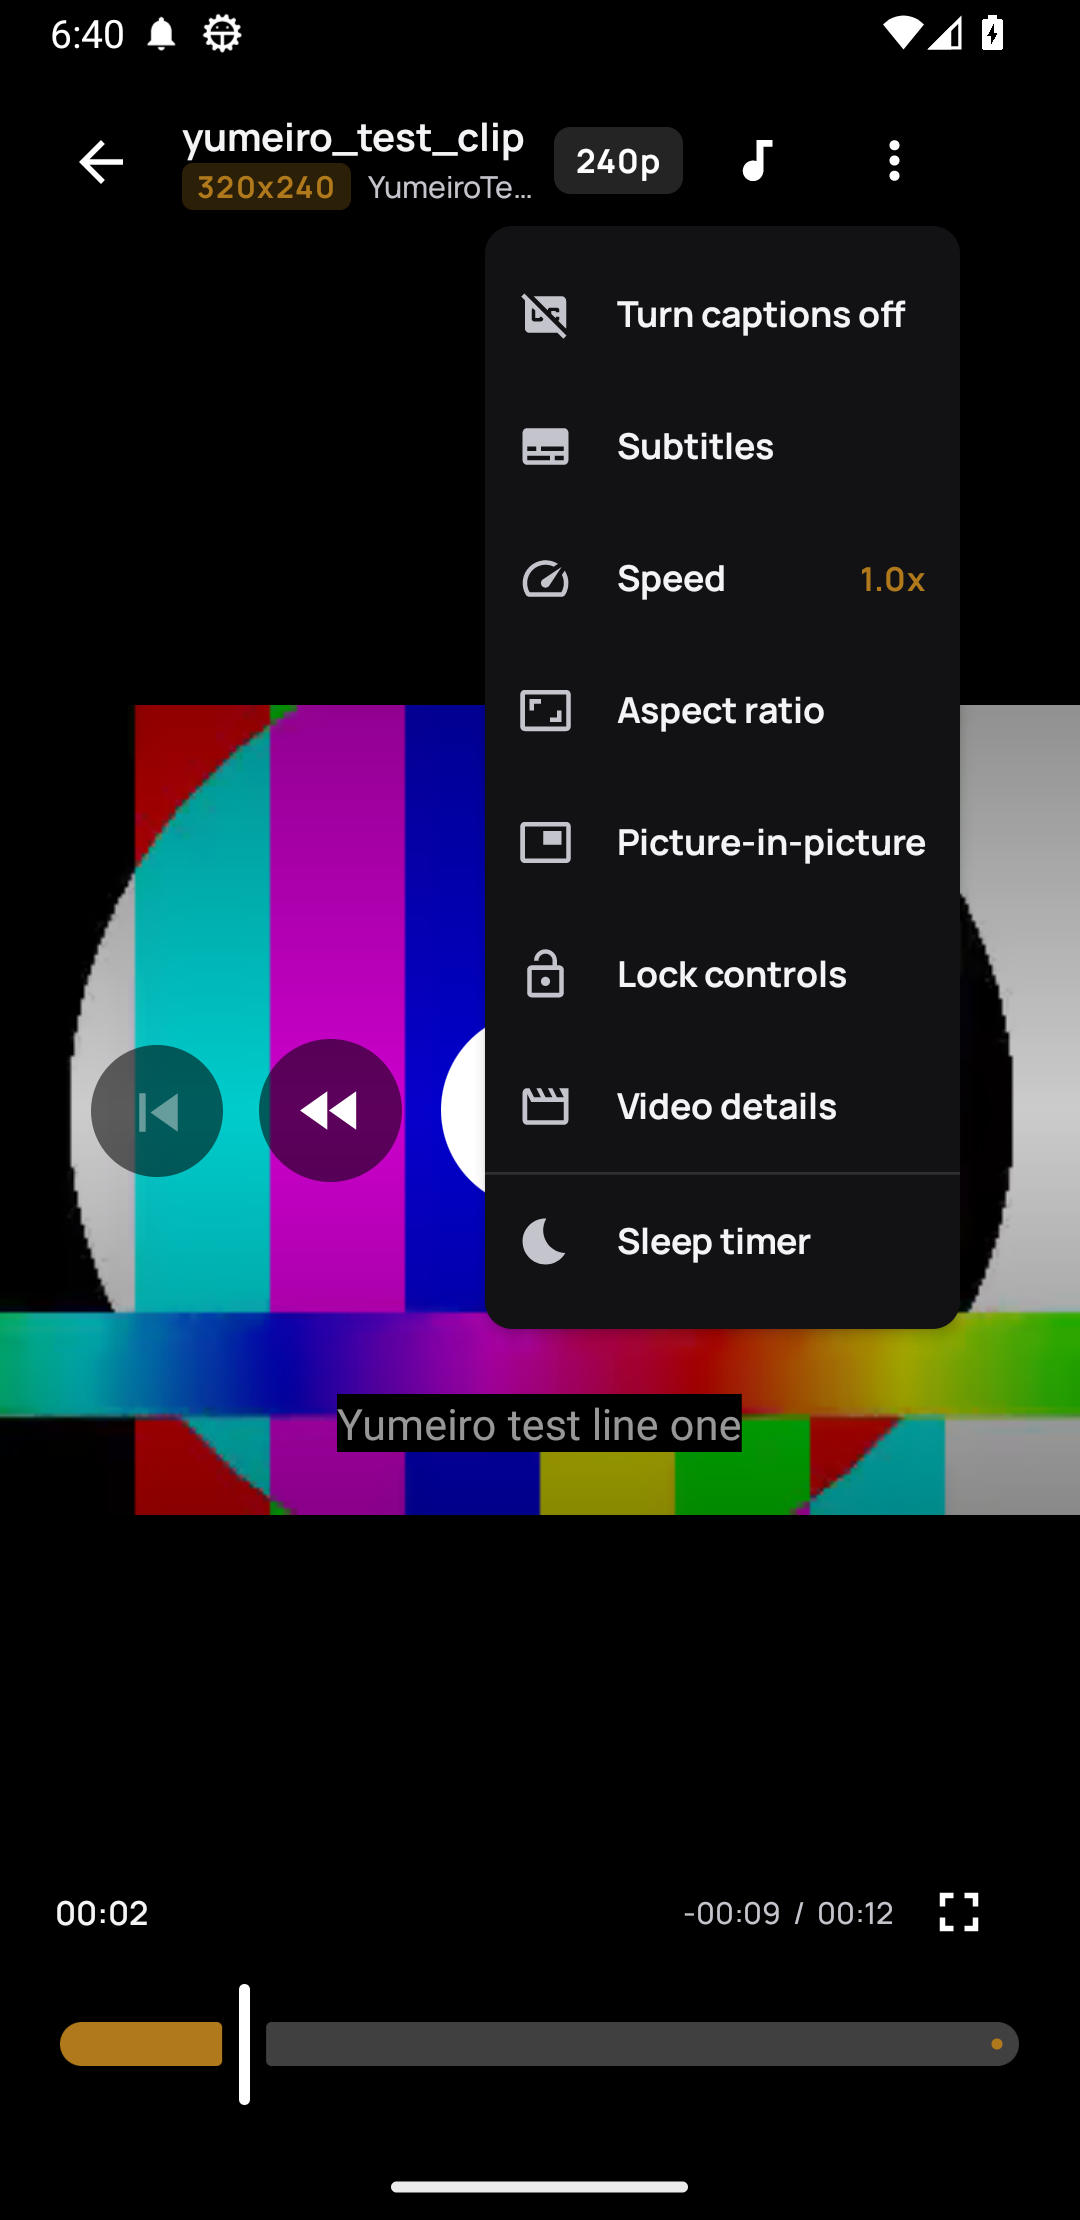 6:40
yumeiro_test_clip
320x240 YumeiroTe...
240p
Turn captions off
Subtitles
Speed 1.0x
Aspect ratio
Picture-in-picture
Lock controls
Video details
Sleep timer
Yumeiro test line one
00:02
-00:09 / 00:12